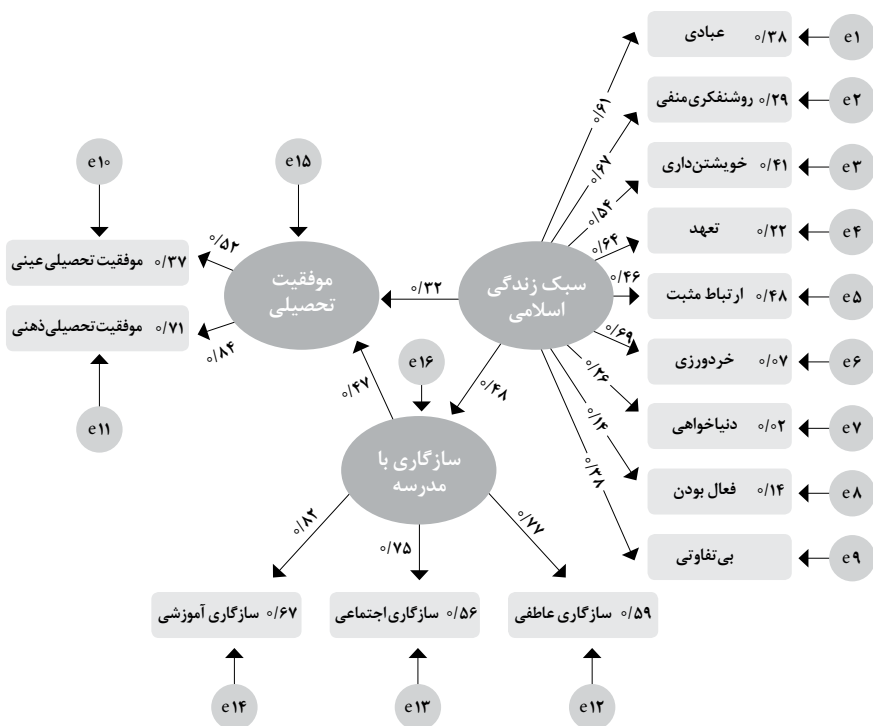 عبادی ۰/۳۸
e۱
روشنفکری منفی ۰/۲۹
e۲
خویشتن‌داری ۰/۴۱
e۳
تعهد ۰/۲۲
e۴
ارتباط مثبت ۰/۴۸
e۵
خردورزی ۰/۰۷
e۶
دنیاخواهی ۰/۰۲
e۷
فعال بودن ۰/۱۴
e۸
بی‌تفاوتی
e۹
۰/۶۱
۰/۶۷
۰/۵۴
۰/۶۴
۰/۴۶
۰/۶۹
۰/۲۶
۰/۱۴
۰/۳۸
سبک زندگی
اسلامی
۰/۳۲
۰/۴۸
e۱۵
موفقیت
تحصیلی
۰/۴۷
e۱۶
سازگاری با
مدرسه
e۱۰
۰/۵۲
موفقیت تحصیلی عینی ۰/۳۷
موفقیت تحصیلی ذهنی ۰/۷۱
۰/۸۴
e۱۱
۰/۷۷
۰/۷۵
۰/۸۲
سازگاری عاطفی ۰/۵۹
سازگاری اجتماعی ۰/۵۶
سازگاری آموزشی ۰/۶۷
e۱۲
e۱۳
e۱۴